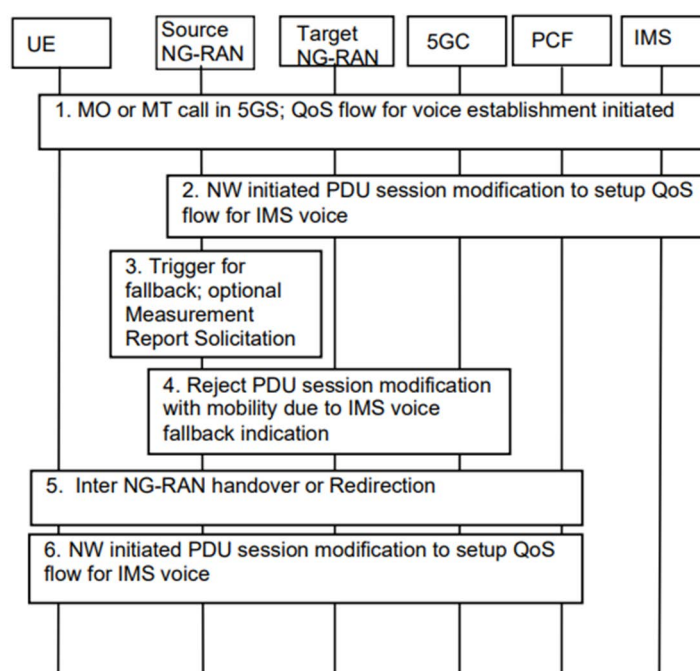 UE
Source
NG-RAN
Target
NG-RAN
5GC
PCF
IMS
1. MO or MT call in 5GS; QoS flow for voice establishment initiated
2. NW initiated PDU session modification to setup QoS
flow for IMS voice
3. Trigger for
fallback; optional
Measurement
Report Solicitation
4. Reject PDU session modification
with mobility due to IMS voice
fallback indication
5. Inter NG-RAN handover or Redirection
6. NW initiated PDU session modification to setup QoS
flow for IMS voice